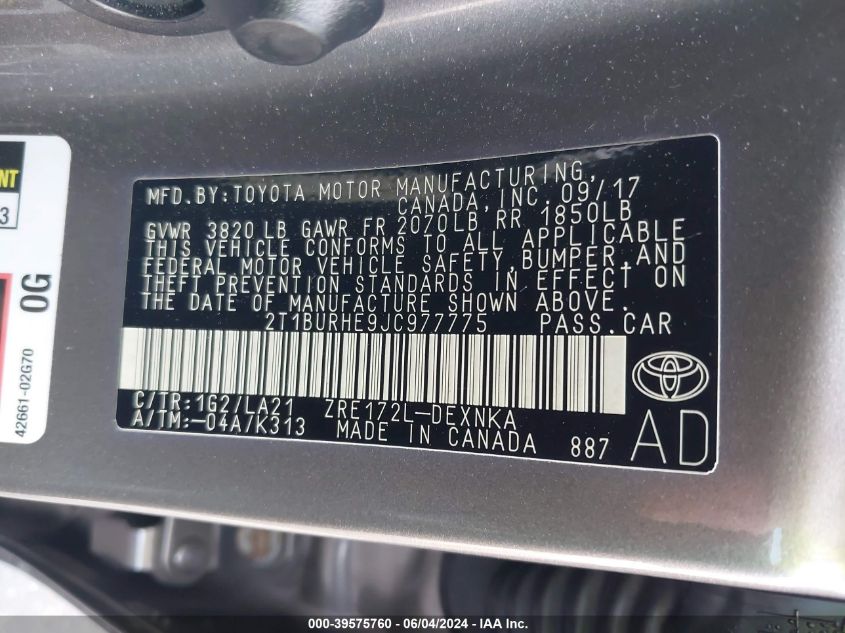 NT
3
0G
42661-02G70
MFD.BY:TOYOTA MOTOR MANUFACTURING,
CANADA,INC.09/17
GVWR 3820 LB GAWR FR 2070LB RR 1850LB
THIS VEHICLE CONFORMS TO ALL APPLICABLE
FEDERAL MOTOR VEHICLE SAFETY,BUMPER,AND
THEFT PREVENTION STANDARDS IN EFFECT ON
THE DATE OF MANUFACTURE SHOWN ABOVE.
2T1BURHE9JC977775 PASS.CAR
C/TR:1G2/LA21 ZRE172L-DEXNKA
A/TM:-04A/K313 MADE IN CANADA 887
AD
000-39575760 - 06/04/2024 - IAA Inc.